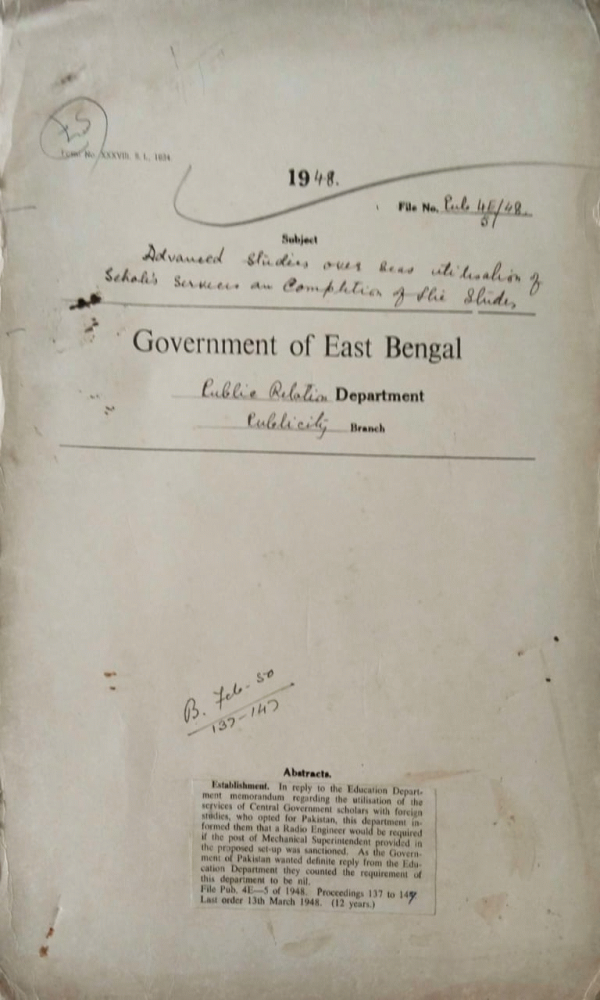 Form No. XXXVIII. S. L. 1034
1948.
File No. Pub. 4E/48.
5/
Subject
Advanced Studies over seas utilisation of
Scholi's Services an Completion of the Studes
Government of East Bengal
Public Relation Department
Publicity Branch
B. Feb-50
137-147
Abstracts.
Establishment. In reply to the Education Depart-
ment memorandum regarding the utilisation of the
services of Central Government scholars with foreign
studies, who opted for Pakistan, this department in-
formed them that a Radio Engineer would be required
if the post of Mechanical Superintendent provided in
the proposed set-up was sanctioned. As the Govern-
ment of Pakistan wanted definite reply from the Edu-
cation Department they counted the requirement of
this department to be nil.
File Pub. 4E—5 of 1948. Proceedings 137 to 147.
Last order 13th March 1948. (12 years.)